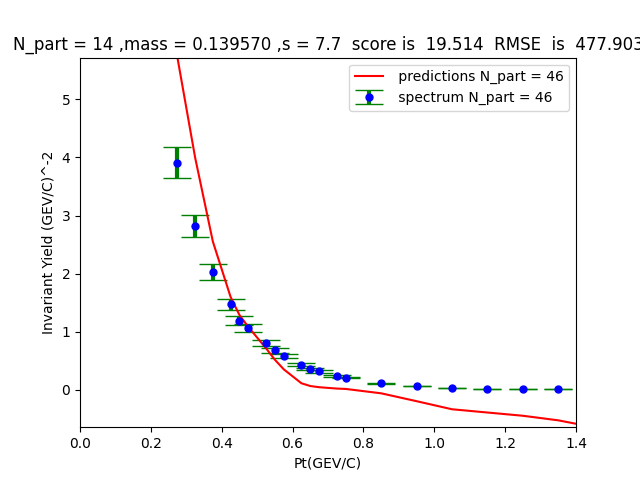 N_part = 14 ,mass = 0.139570 ,s = 7.7  score is  19.514  RMSE  is  477.903
predictions N_part = 46
spectrum N_part = 46
Invariant Yield (GEV/C)^-2
5
4
3
2
1
0
0.0 0.2 0.4 0.6 0.8 1.0 1.2 1.4
Pt(GEV/C)